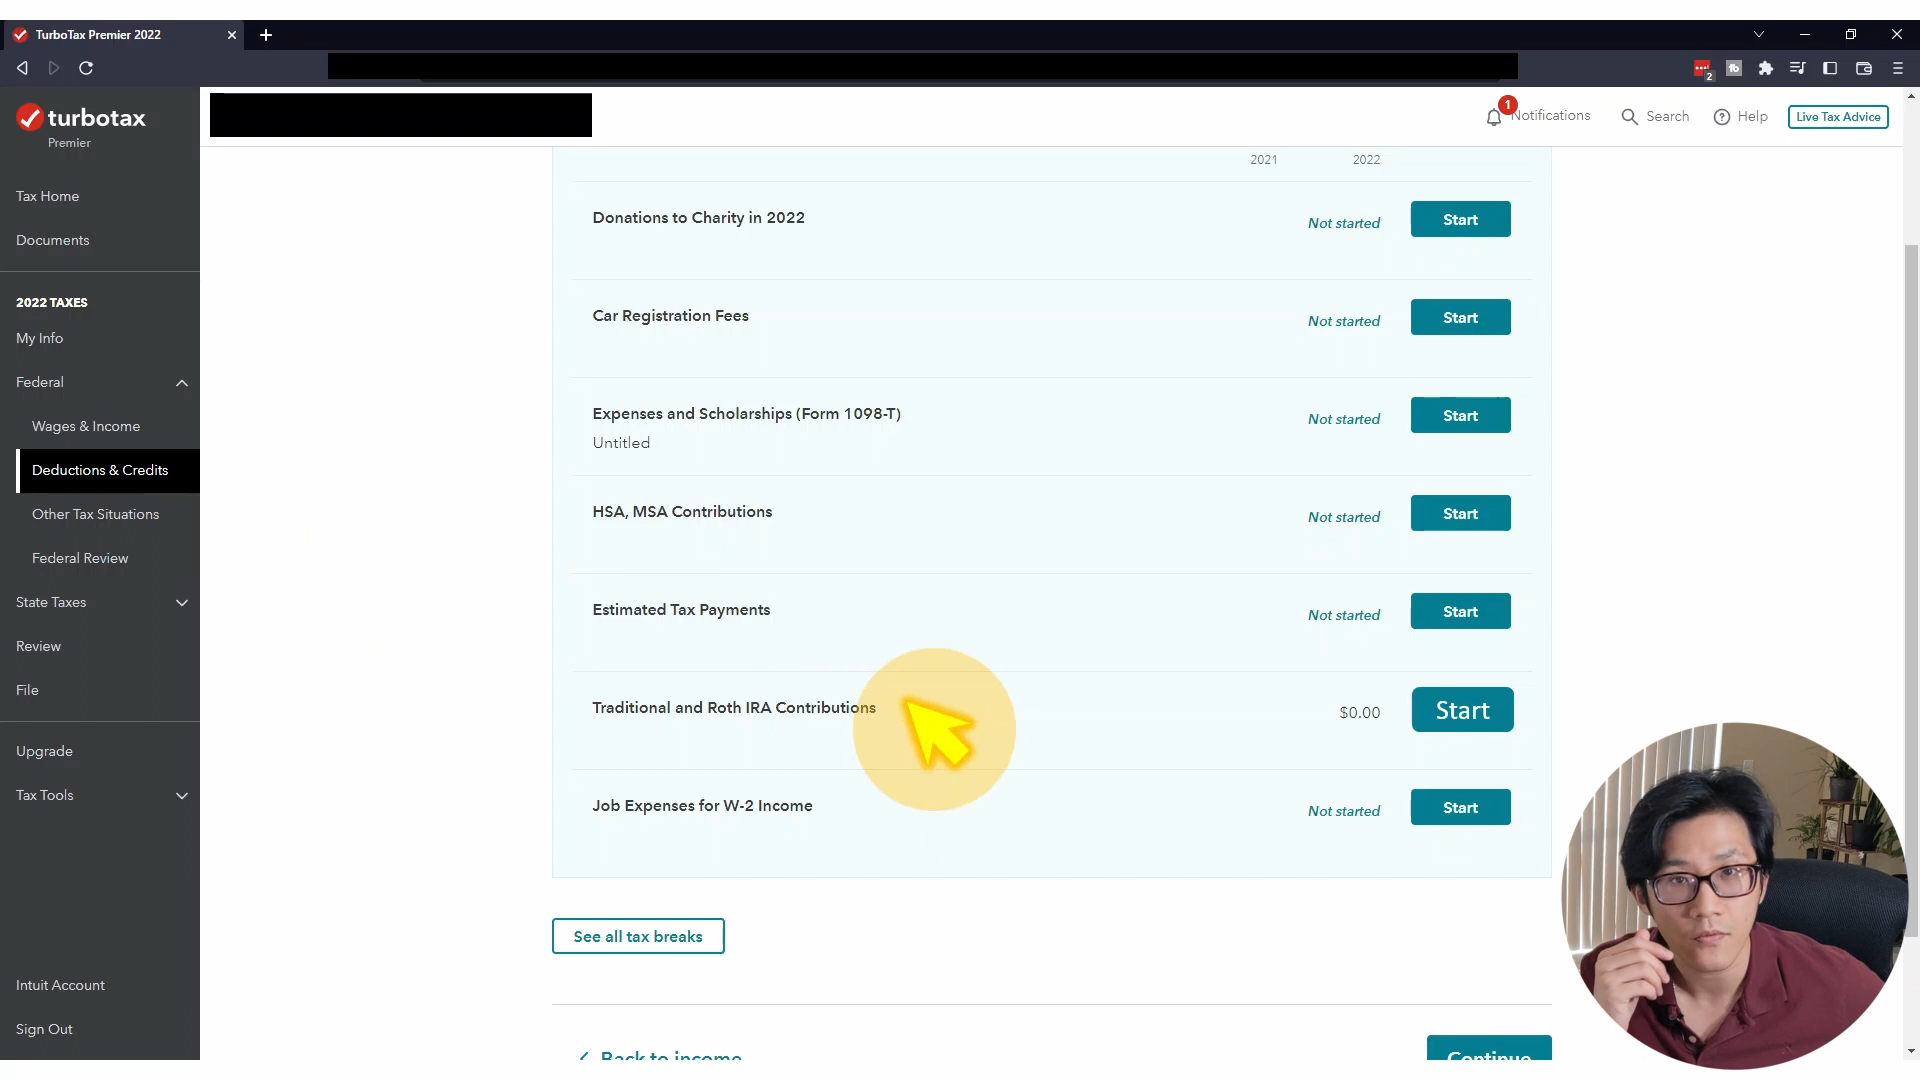 TurboTax Premier 2022
2
turbotax
Premier
1
Notifications
Search
Help
Live Tax Advice
Tax Home
Documents
2022 TAXES
My Info
Federal
Wages & Income
Deductions & Credits
Other Tax Situations
Federal Review
State Taxes
Review
File
Upgrade
Tax Tools
Intuit Account
Sign Out
2021 2022
Donations to Charity in 2022 Not started Start
Car Registration Fees Not started Start
Expenses and Scholarships (Form 1098-T) Not started Start
Untitled
HSA, MSA Contributions Not started Start
Estimated Tax Payments Not started Start
Traditional and Roth IRA Contributions $0.00 Start
Job Expenses for W-2 Income Not started Start
See all tax breaks
Back to income Continue